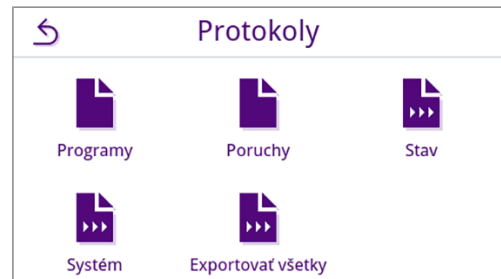 Protokoly
Programy
Poruchy
Stav
Systém
Exportovať všetky